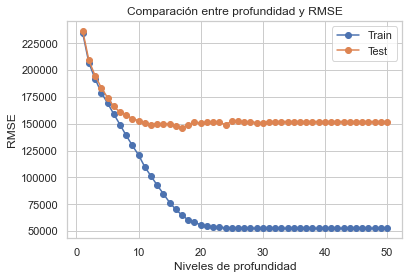 Comparación entre profundidad y RMSE
Train
Test
225000
200000
175000
150000
125000
100000
75000
50000
RMSE
0
10
20
30
40
50
Niveles de profundidad